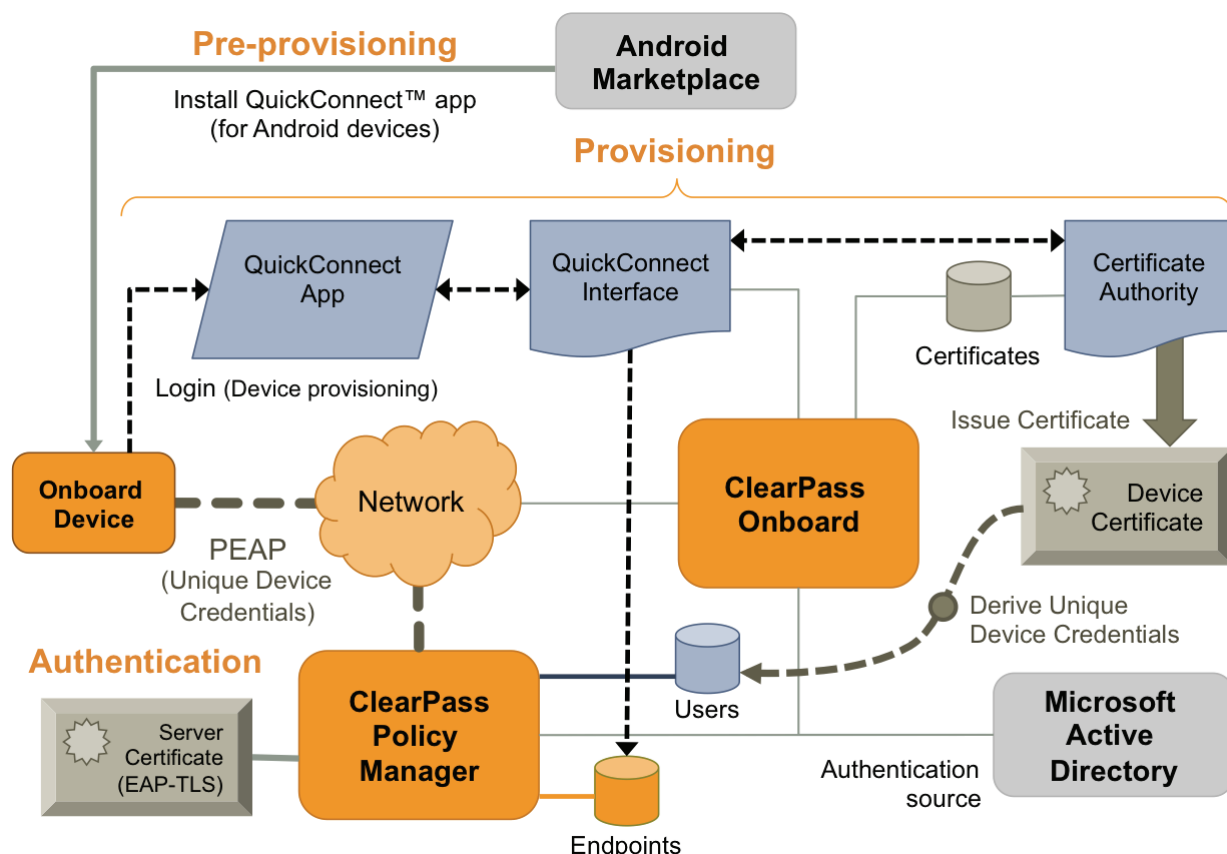 Pre-provisioning
Android
Marketplace
Install QuickConnect™ app
(for Android devices)
Provisioning
QuickConnect
App
QuickConnect
Interface
Certificate
Authority
Certificates
Login (Device provisioning)
Issue Certificate
Onboard
Device
Network
ClearPass
Onboard
Device
Certificate
PEAP
(Unique Device
Credentials)
Derive Unique
Device Credentials
Authentication
Server
Certificate
(EAP-TLS)
ClearPass
Policy
Manager
Users
Microsoft
Active
Directory
Authentication
source
Endpoints